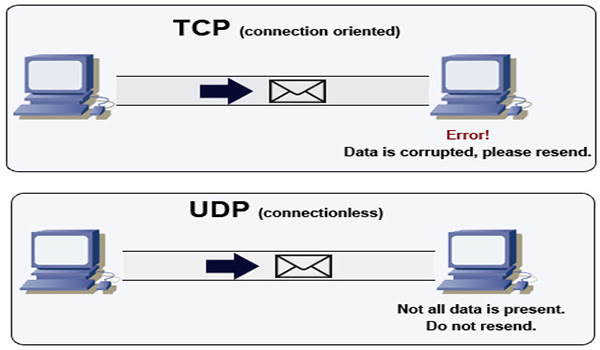 TCP (connection oriented)
Error!
Data is corrupted, please resend.
UDP (connectionless)
Not all data is present.
Do not resend.